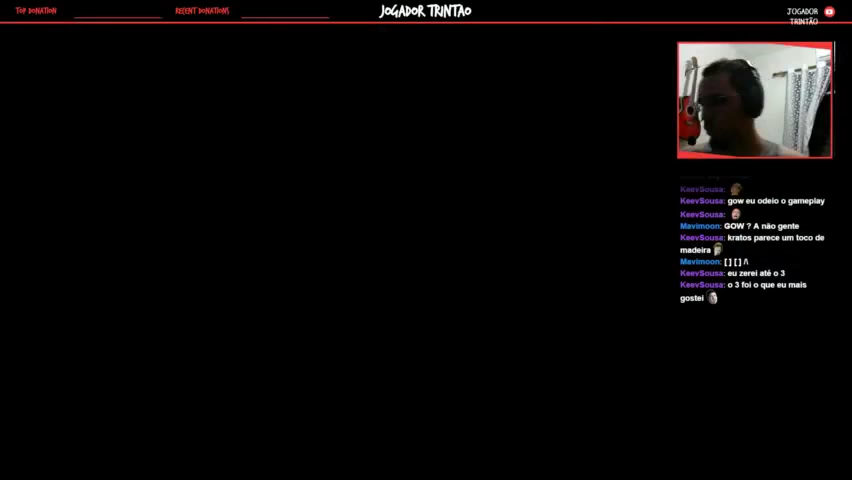 TOP DONATION
RECENT DONATIONS
JOGADOR TRINTAO
JOGADOR
TRINTÃO
KeevSousa:
KeevSousa: gow eu odeio o gameplay
KeevSousa:
Mavimoon: GOW ? A não gente
KeevSousa: kratos parece um toco de
madeira
Mavimoon: [ ] [ ] /\
KeevSousa: eu zerei até o 3
KeevSousa: o 3 foi o que eu mais
gostei